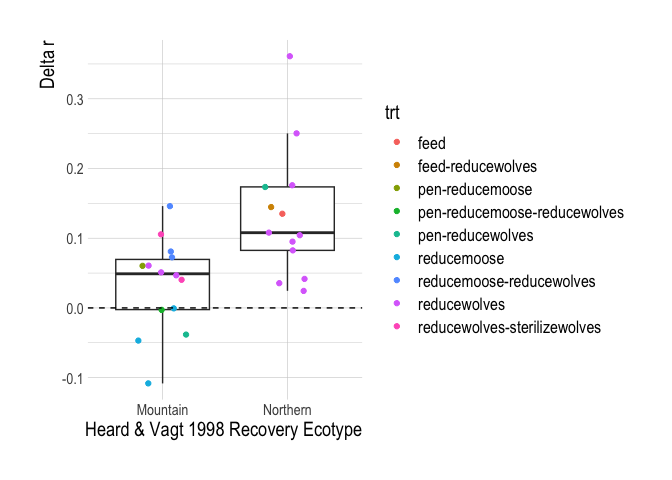 Delta r
0.3
0.2
0.1
0.0
-0.1
Mountain
Northern
Heard & Vagt 1998 Recovery Ecotype
trt
feed
feed-reducewolves
pen-reducemoose
pen-reducemoose-reducewolves
pen-reducewolves
reducemoose
reducemoose-reducewolves
reducewolves
reducewolves-sterilizewolves